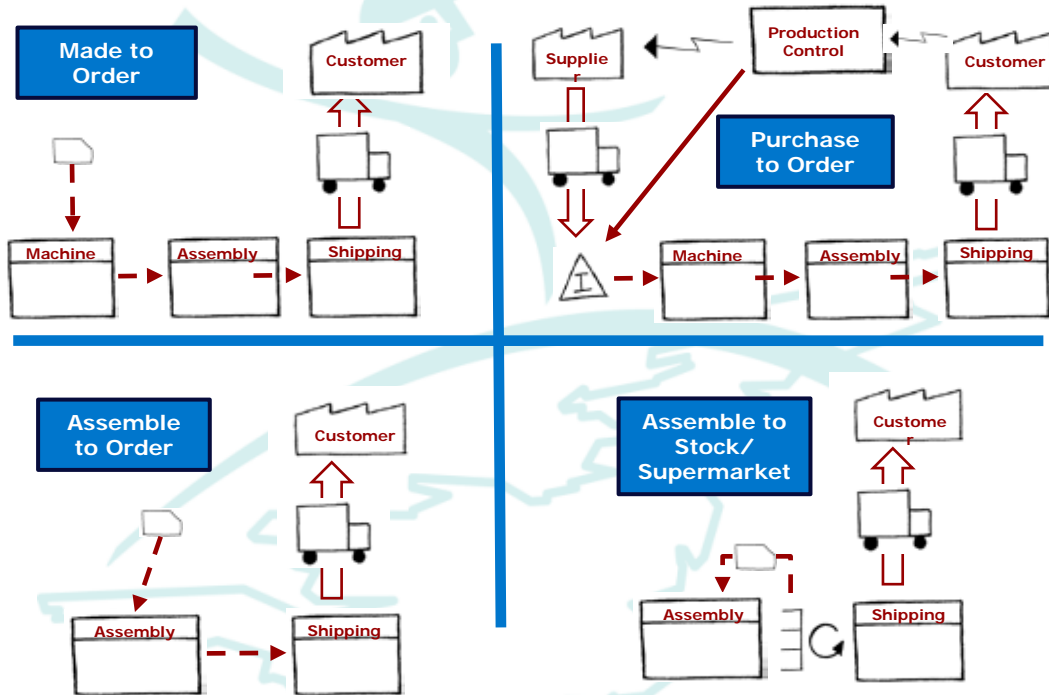 Made to
Order
Customer
Machine
Assembly
Shipping
Supplie
r
Production
Control
Customer
Purchase
to Order
I
Machine
Assembly
Shipping
Assemble
to Order
Customer
Assembly
Shipping
Assemble to
Stock/
Supermarket
Custome
r
Assembly
Shipping